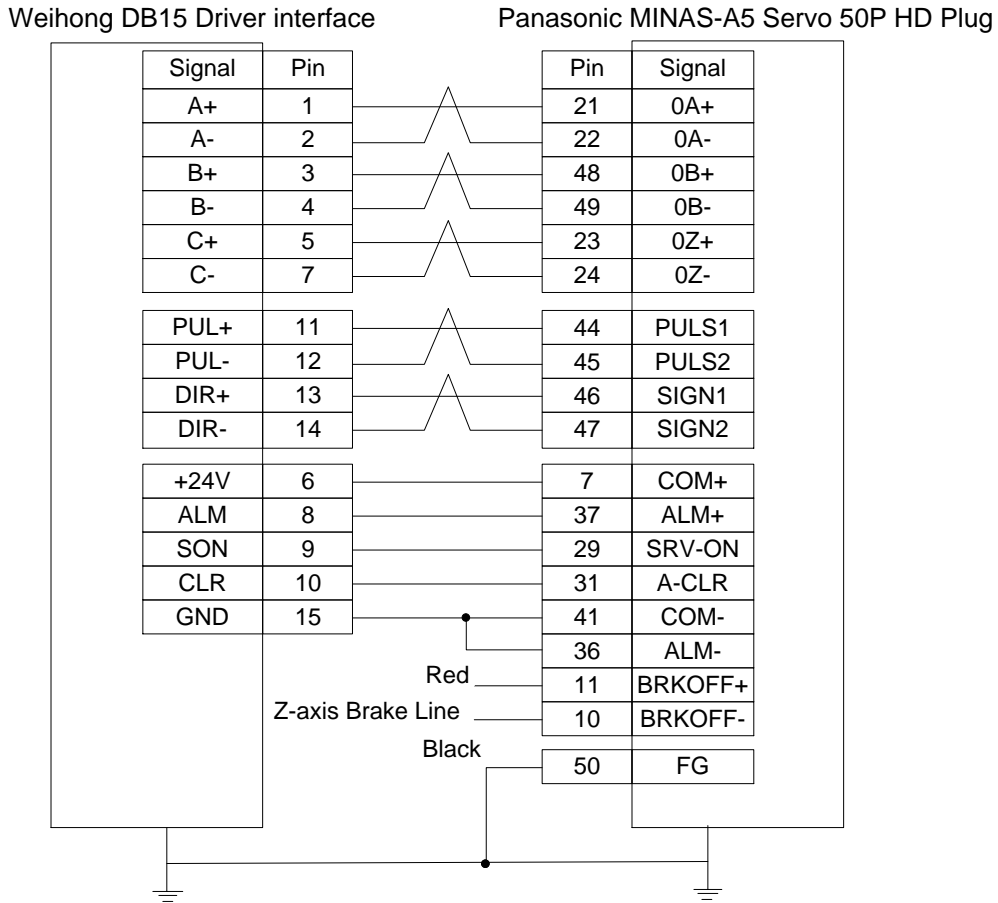 Weihong DB15 Driver interface Panasonic MINAS-A5 Servo 50P HD Plug
Signal Pin Pin Signal
A+ 1 21 0A+
A- 2 22 0A-
B+ 3 48 0B+
B- 4 49 0B-
C+ 5 23 0Z+
C- 7 24 0Z-
PUL+ 11 44 PULS1
PUL- 12 45 PULS2
DIR+ 13 46 SIGN1
DIR- 14 47 SIGN2
+24V 6 7 COM+
ALM 8 37 ALM+
SON 9 29 SRV-ON
CLR 10 31 A-CLR
GND 15 41 COM-
36 ALM-
Red 11 BRKOFF+
Z-axis Brake Line 10 BRKOFF-
Black
50 FG